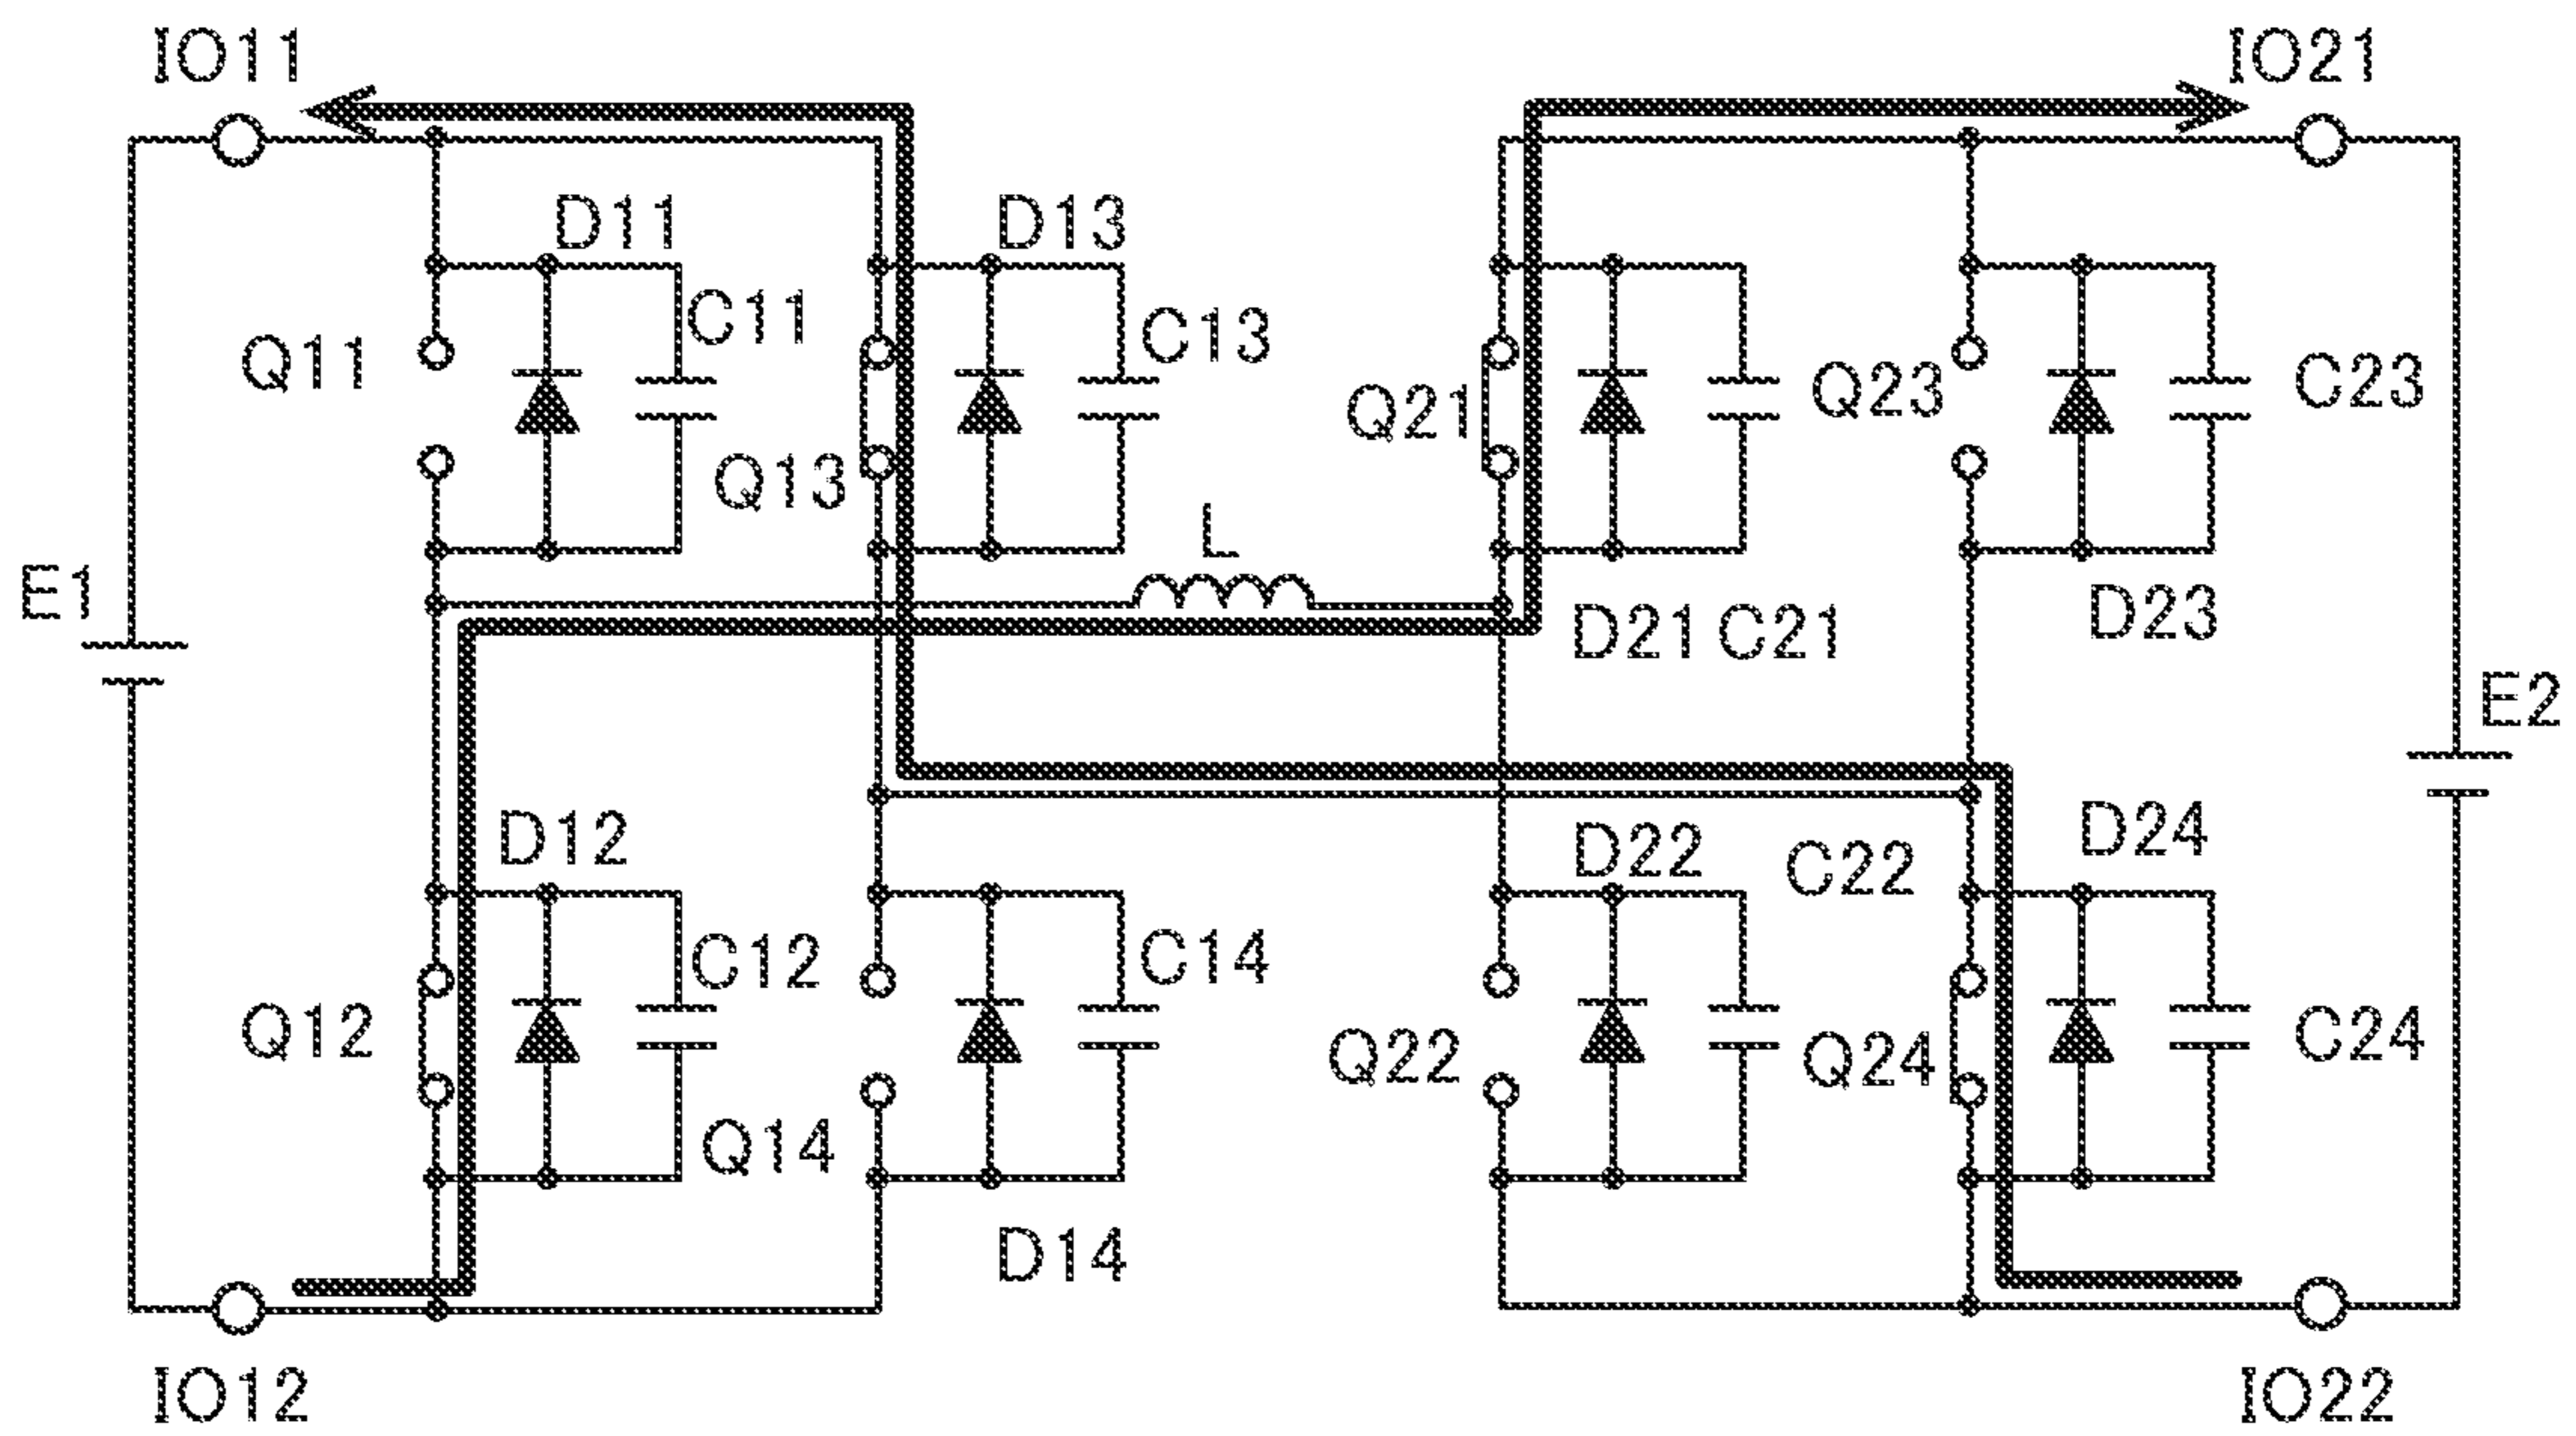 IO11
IO21
D11
D13
C11
C13
Q11
Q21
Q23
C23
Q13
L
E1
D21 C21
D23
E2
D12
D22
C22
D24
C12
C14
Q12
Q22
Q24
C24
Q14
D14
IO12
IO22